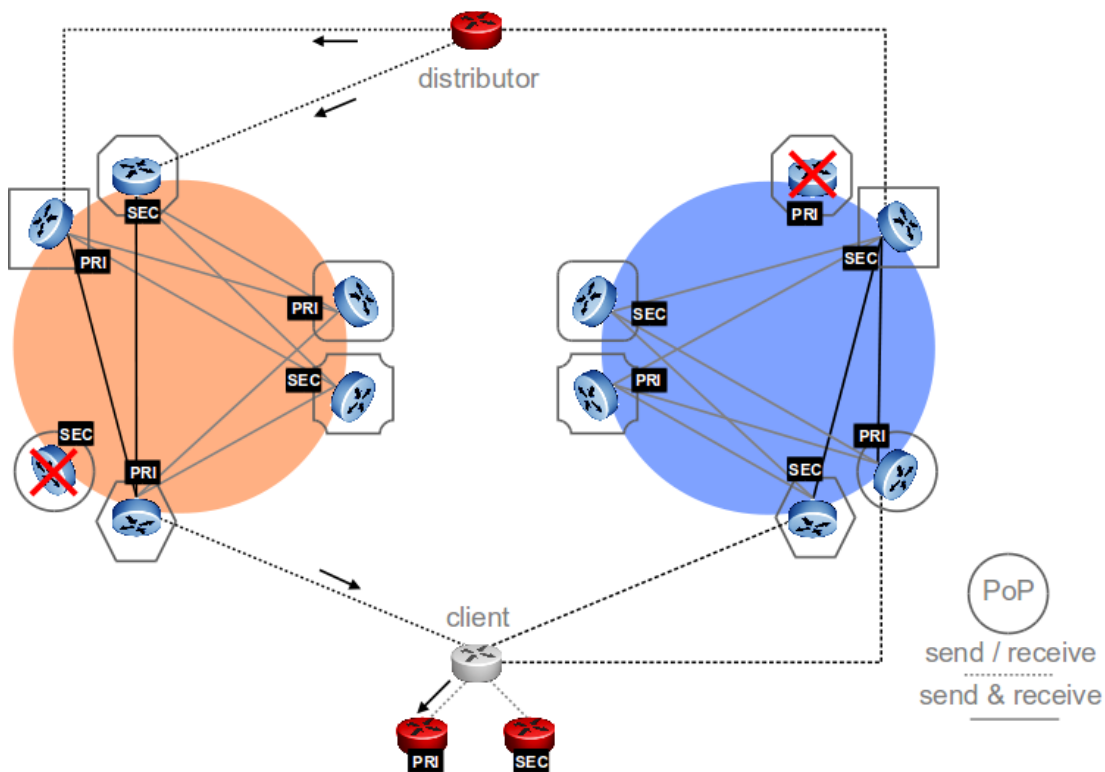 distributor
SEC
PRI
PRI
SEC
PRI
SEC
SEC
PRI
SEC
PRI
SEC
PRI
PRI
SEC
client
PoP
send / receive
send & receive
PRI
SEC